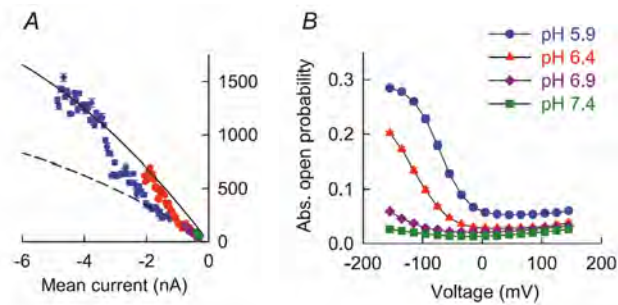 A
1500
1000
500
0
-6
-4
-2
0
Mean current (nA)
B
pH 5.9
pH 6.4
pH 6.9
pH 7.4
Abs. open probability
0.3
0.2
0.1
0.0
-200
-100
0
100
200
Voltage (mV)